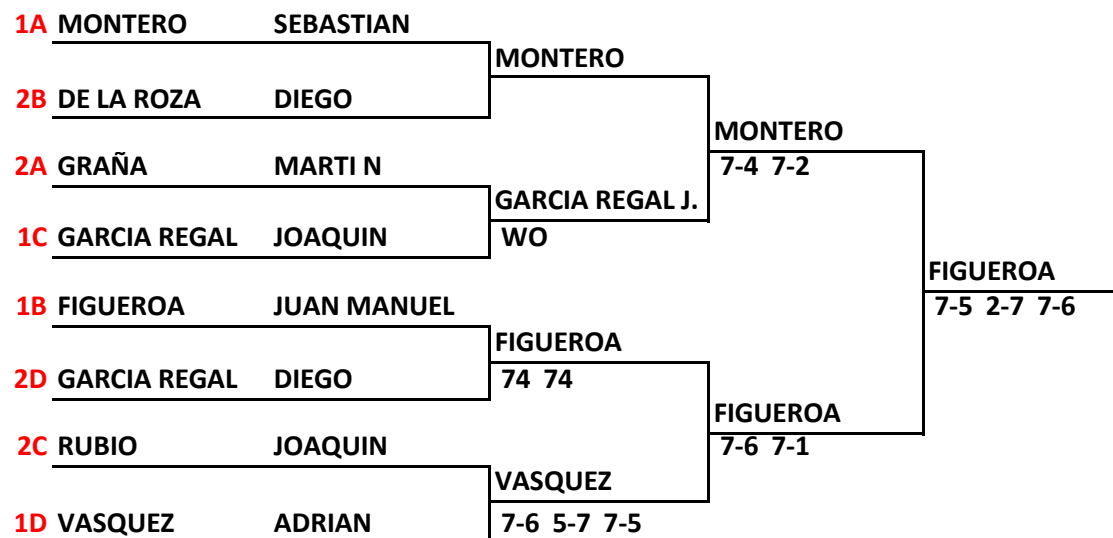 1A MONTERO SEBASTIAN
MONTERO
2B DE LA ROZA DIEGO
MONTERO
2A GRAÑA MARTI N
7-4 7-2
GARCIA REGAL J.
1C GARCIA REGAL JOAQUIN
WO
FIGUEROA
1B FIGUEROA JUAN MANUEL
7-5 2-7 7-6
FIGUEROA
2D GARCIA REGAL DIEGO
74 74
FIGUEROA
2C RUBIO JOAQUIN
7-6 7-1
VASQUEZ
1D VASQUEZ ADRIAN
7-6 5-7 7-5